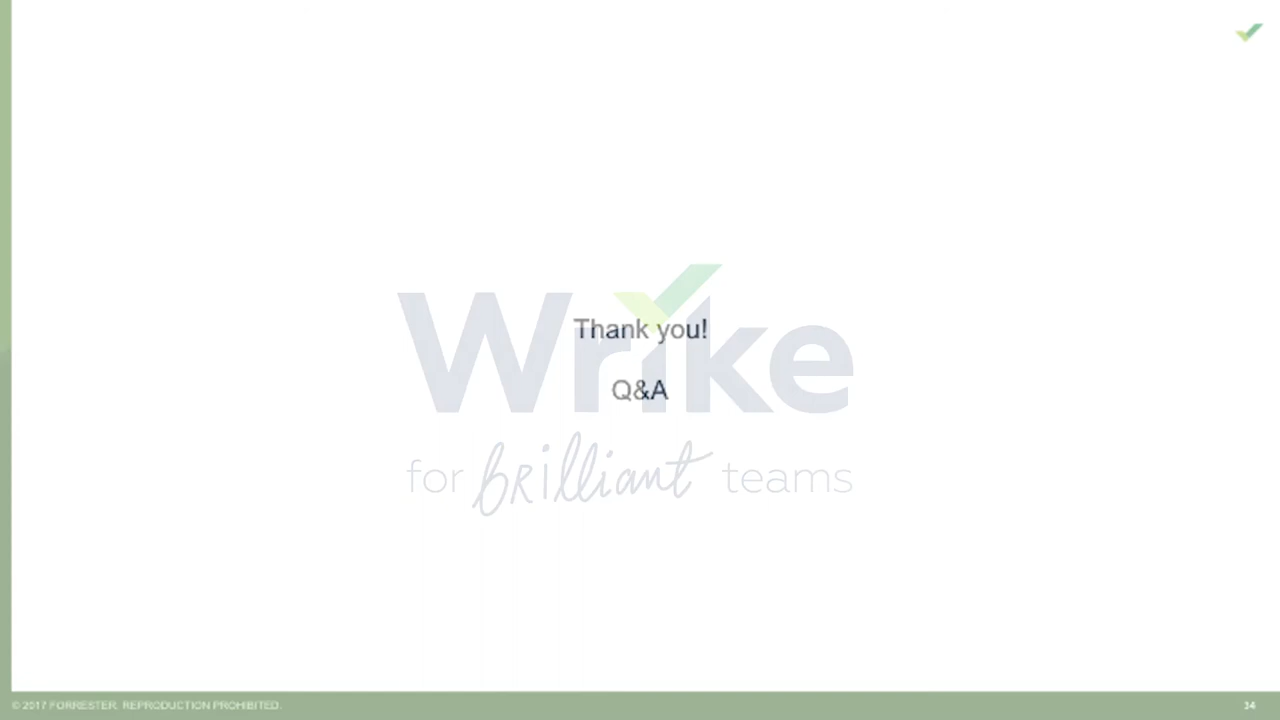 Thank you!
Q&A
Wrike
for brilliant teams
© 2017 FORRESTER. REPRODUCTION PROHIBITED.
34